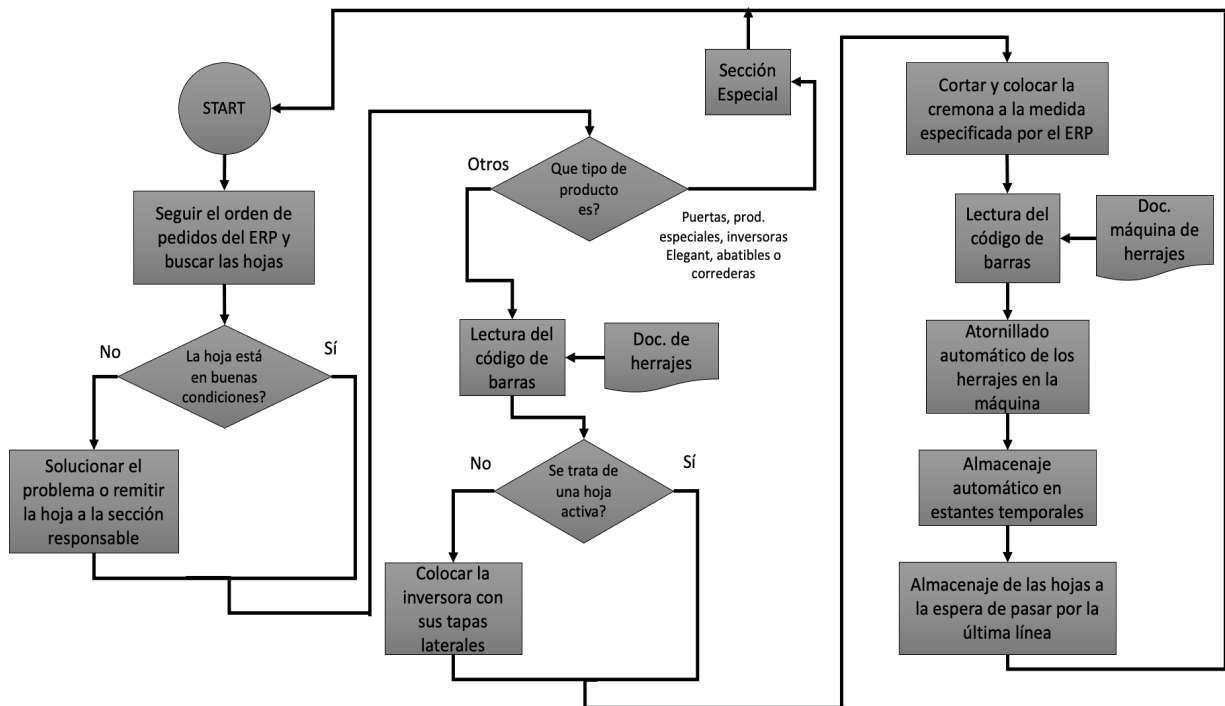 START
Seguir el orden de
pedidos del ERP y
buscar las hojas
No
La hoja está
en buenas
condiciones?
Sí
Solucionar el
problema o remitir
la hoja a la sección
responsable
Otros
Que tipo de
producto
es?
Sección
Especial
Puertas, prod.
especiales, inversoras
Elegant, abatibles o
correderas
Lectura del
código de
barras
Doc. de
herrajes
No
Se trata de
una hoja
activa?
Sí
Colocar la
inversora con
sus tapas
laterales
Cortar y colocar la
cremona a la medida
especificada por el ERP
Lectura del
código de
barras
Doc.
máquina de
herrajes
Atornillado
automático de los
herrajes en la
máquina
Almacenaje
automático en
estantes temporales
Almacenaje de las hojas a
la espera de pasar por la
última línea